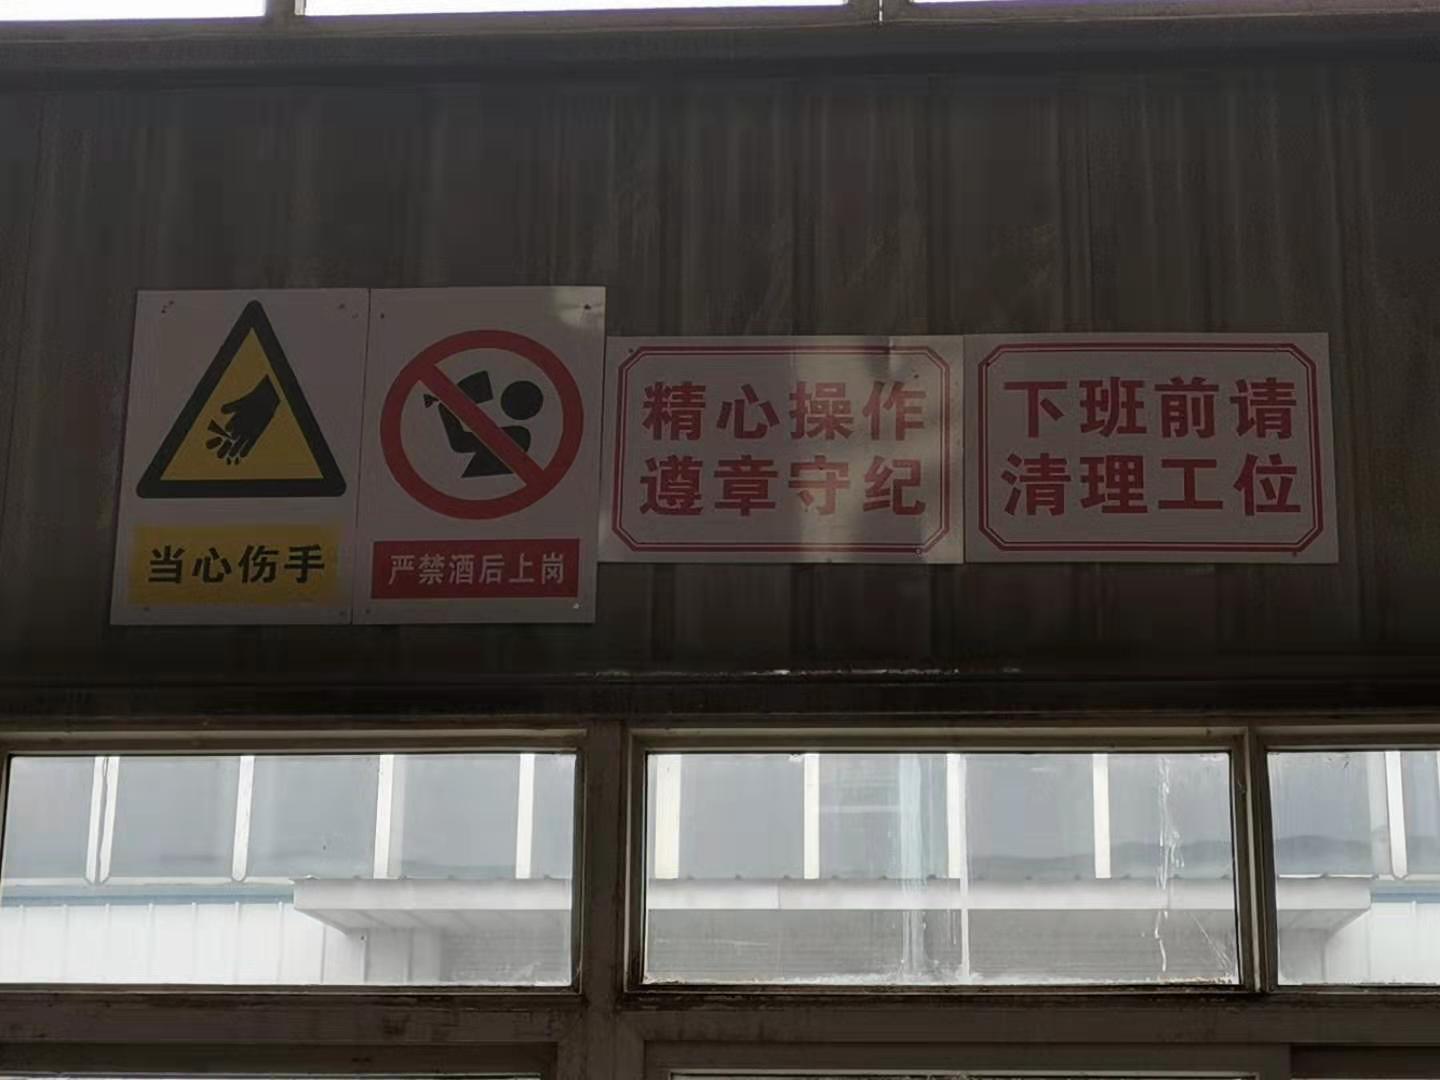 当心伤手
严禁酒后上岗
精心操作
遵章守纪
下班前请
清理工位